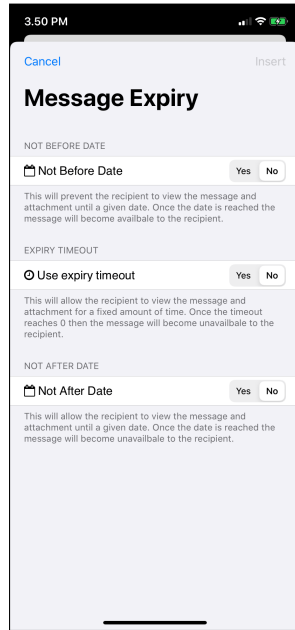 3.50 PM
Cancel
Insert
Message Expiry
NOT BEFORE DATE
Not Before Date
Yes
No
This will prevent the recipient to view the message and
attachment until a given date. Once the date is reached the
message will become availbale to the recipient.
EXPIRY TIMEOUT
Use expiry timeout
Yes
No
This will allow the recipient to view the message and
attachment for a fixed amount of time. Once the timeout
reaches 0 then the message will become unavailbale to the
recipient.
NOT AFTER DATE
Not After Date
Yes
No
This will allow the recipient to view the message and
attachment until a given date. Once the date is reached the
message will become unavailbale to the recipient.